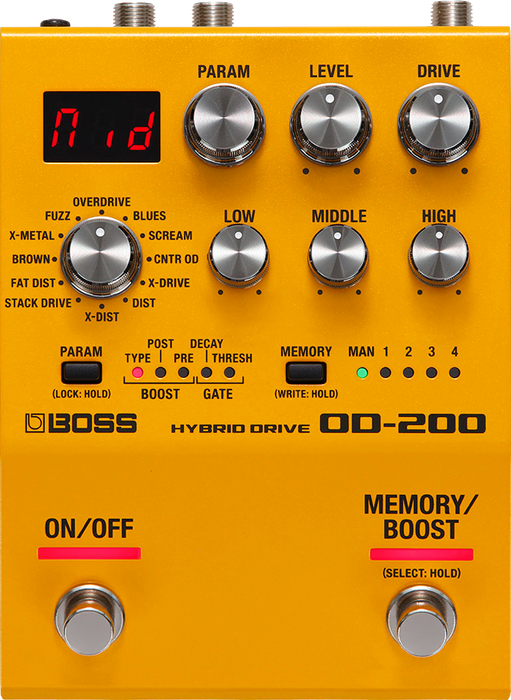 PARAM LEVEL DRIVE
Mid
LOW MIDDLE HIGH
OVERDRIVE
FUZZ BLUES
X-METAL SCREAM
BROWN CNTR OD
FAT DIST X-DRIVE
STACK DRIVE DIST
X-DIST
PARAM
(LOCK: HOLD)
POST DECAY
TYPE PRE THRESH
BOOST GATE
MEMORY
(WRITE: HOLD)
MAN 1 2 3 4
BOSS
HYBRID DRIVE OD-200
ON/OFF
MEMORY/
BOOST
(SELECT: HOLD)